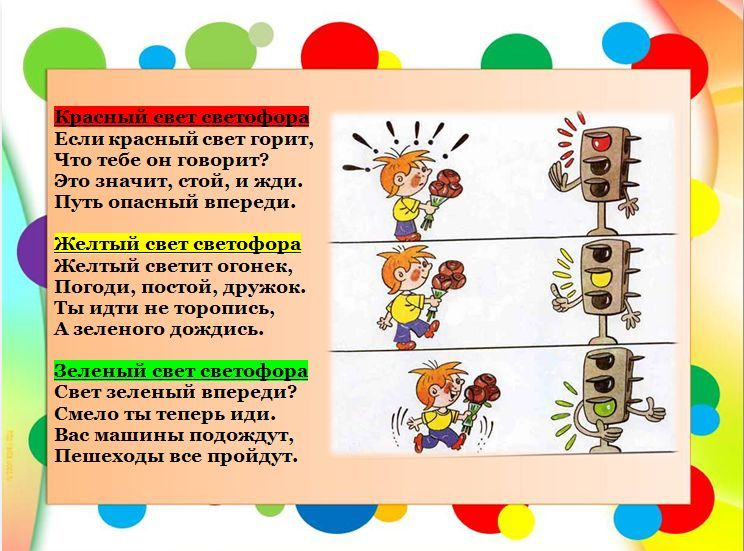 Красный свет светофора
Если красный свет горит,
Что тебе он говорит?
Это значит, стой, и жди.
Путь опасный впереди.
Желтый свет светофора
Желтый светит огонек,
Погоди, постой, дружок.
Ты идти не торопись,
А зеленого дождись.
Зеленый свет светофора
Свет зеленый впереди?
Смело ты теперь иди.
Вас машины подождут,
Пешеходы все пройдут.